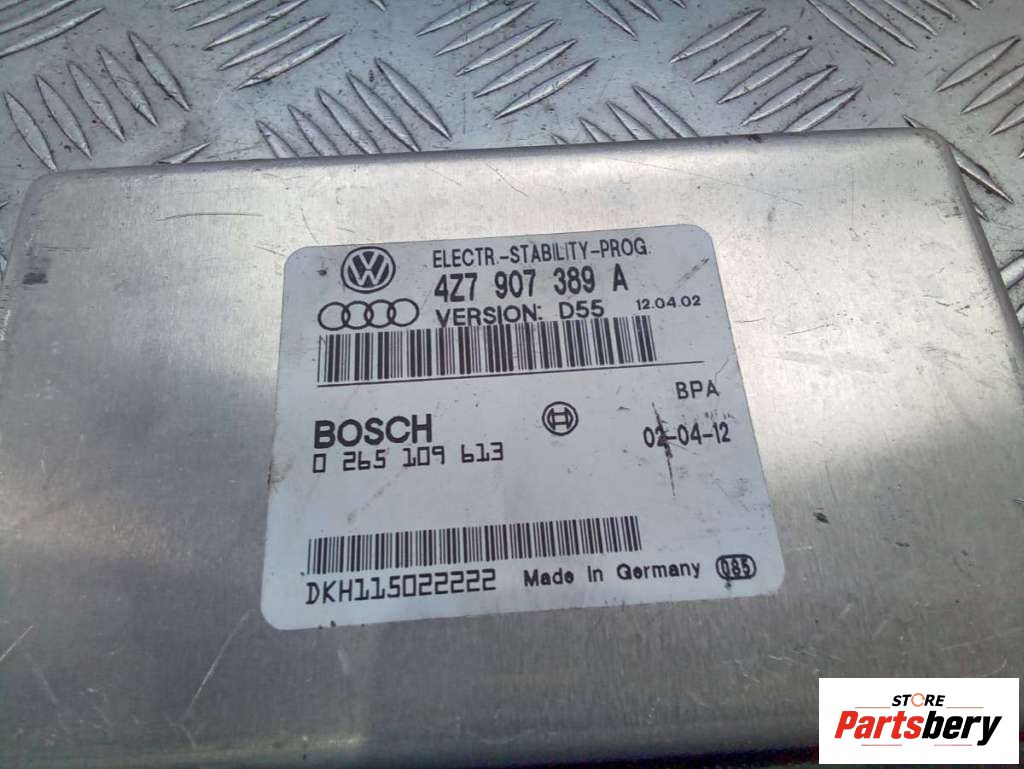 ELECTR.-STABILITY-PROG.
4Z7 907 389 A
VERSION: D55 12.04.02
BPA
BOSCH
02-04-12
0 265 109 613
DKH115022222
Made In Germany 085
STORE
Partsbery